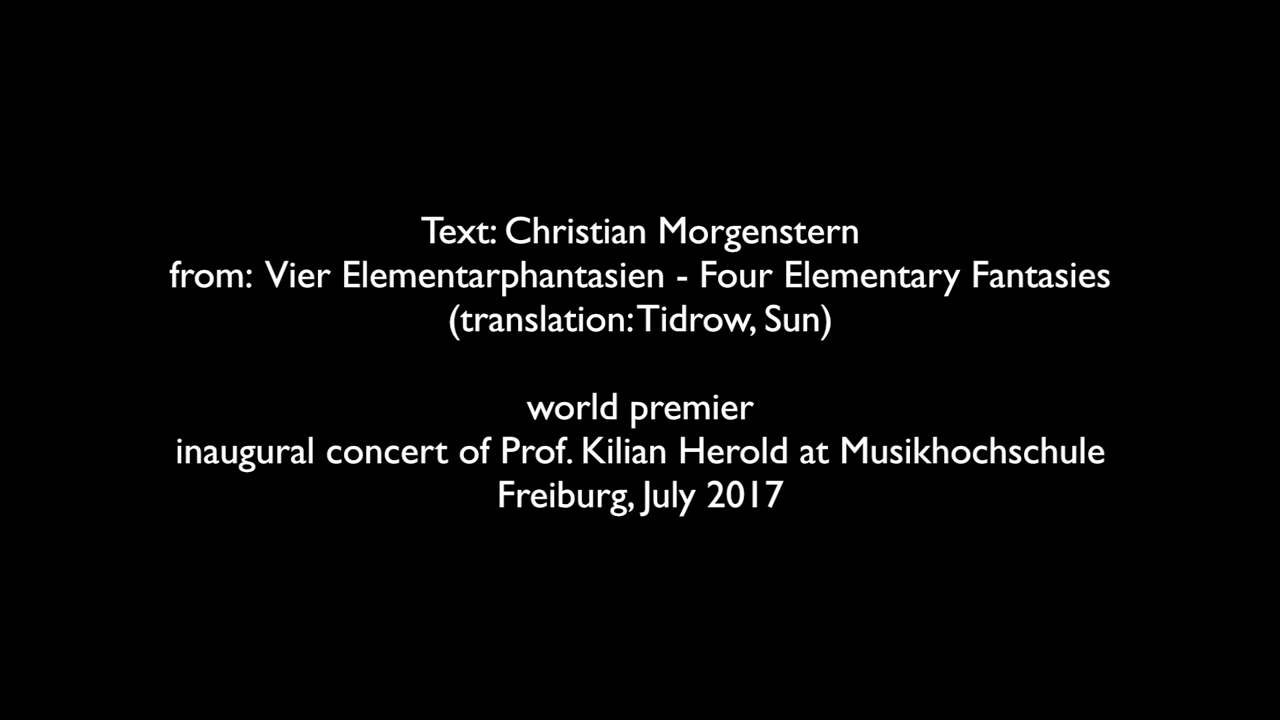 Text: Christian Morgenstern
from: Vier Elementarphantasien - Four Elementary Fantasies
(translation: Tidrow, Sun)
world premier
inaugural concert of Prof. Kilian Herold at Musikhochschule
Freiburg, July 2017